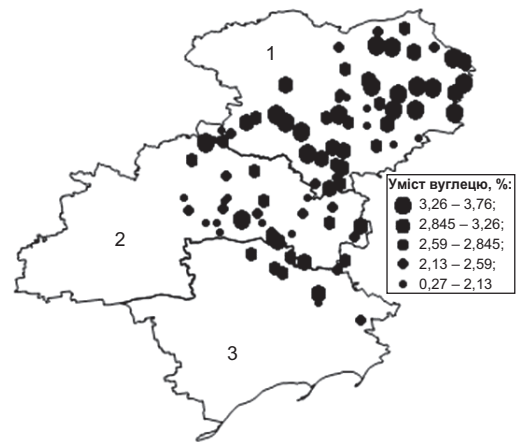 1
2
3
Уміст вуглецю, %:
3,26 – 3,76;
2,845 – 3,26;
2,59 – 2,845;
2,13 – 2,59;
0,27 – 2,13